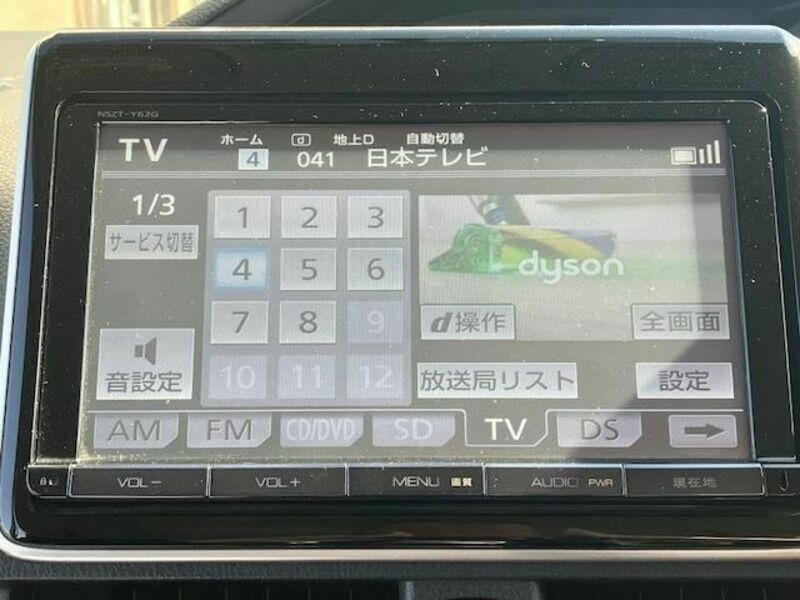 NSZT-Y62G
TV ホーム d 地上D 自動切替
4 041 日本テレビ
1/3
サービス切替
1 2 3
4 5 6
7 8 9
10 11 12
dyson
d操作 全画面
音設定
放送局リスト 設定
AM FM CD/DVD SD TV DS
VOL− VOL+ MENU 画質 AUDIO PWR 現在地